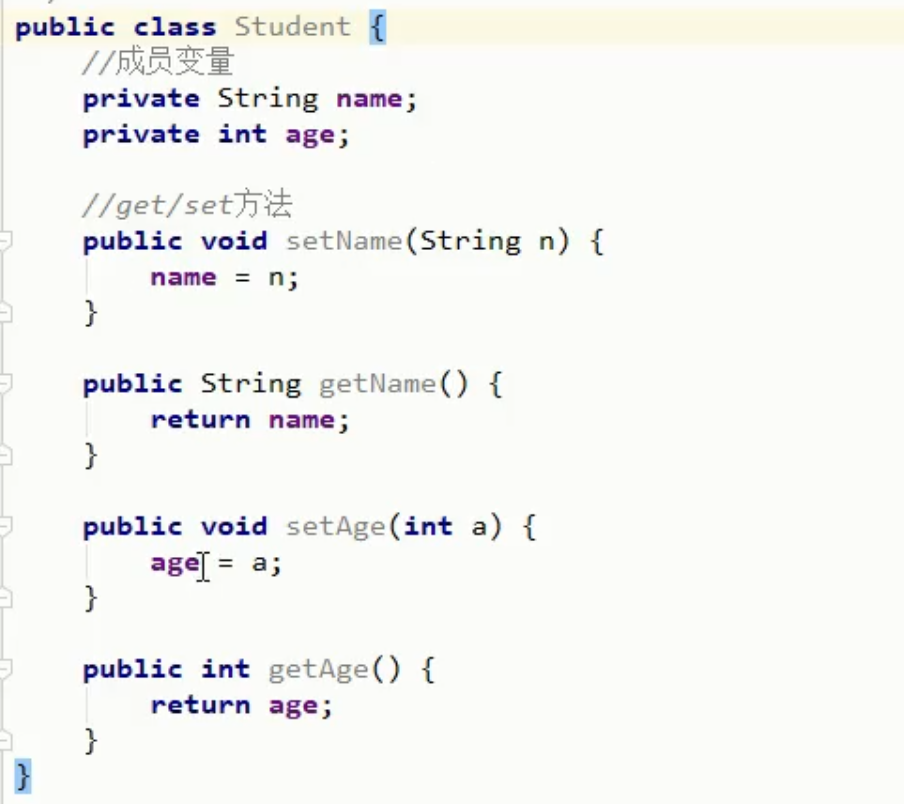 public class Student {
    //成员变量
    private String name;
    private int age;

    //get/set方法
    public void setName(String n) {
        name = n;
    }

    public String getName() {
        return name;
    }

    public void setAge(int a) {
        age = a;
    }

    public int getAge() {
        return age;
    }
}